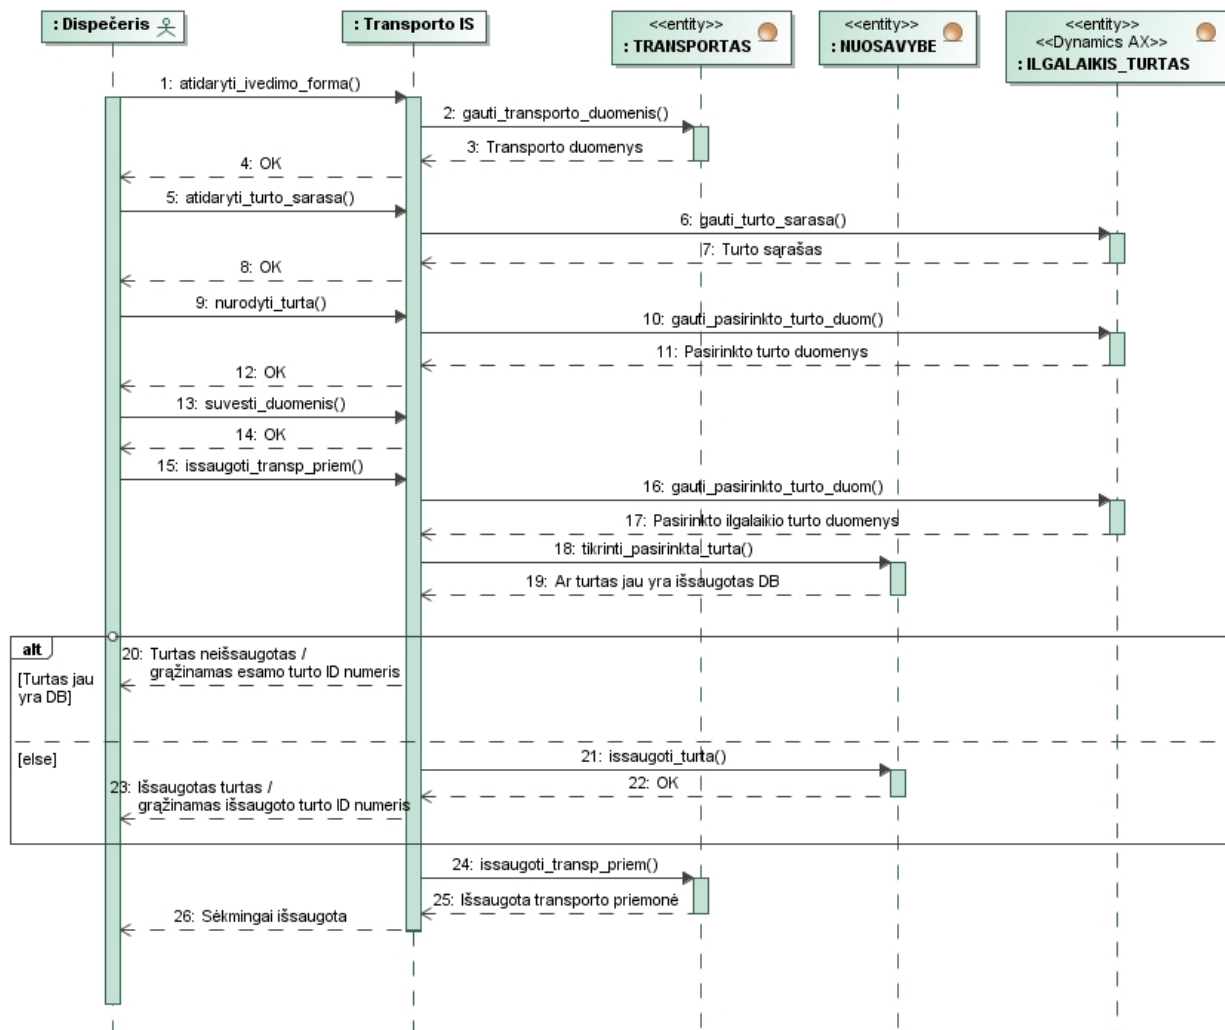 : Dispečeris
: Transporto IS
<<entity>>
: TRANSPORTAS
<<entity>>
: NUOSAVYBE
<<entity>>
<<Dynamics AX>>
: ILGALAIKIS_TURTAS
1: atidaryti_ivedimo_forma()
2: gauti_transporto_duomenis()
3: Transporto duomenys
4: OK
5: atidaryti_turto_sarasa()
6: gauti_turto_sarasa()
7: Turto sąrašas
8: OK
9: nurodyti_turta()
10: gauti_pasirinkto_turto_duom()
11: Pasirinkto turto duomenys
12: OK
13: suvesti_duomenis()
14: OK
15: issaugoti_transp_priem()
16: gauti_pasirinkto_turto_duom()
17: Pasirinkto ilgalaikio turto duomenys
18: tikrinti_pasirinkta_turta()
19: Ar turtas jau yra išsaugotas DB
alt
20: Turtas neišsaugotas /
grąžinamas esamo turto ID numeris
[Turtas jau
yra DB]
[else]
21: issaugoti_turta()
22: OK
23: Išsaugotas turtas /
grąžinamas išsaugoto turto ID numeris
24: issaugoti_transp_priem()
25: Išsaugota transporto priemonė
26: Sėkmingai išsaugota